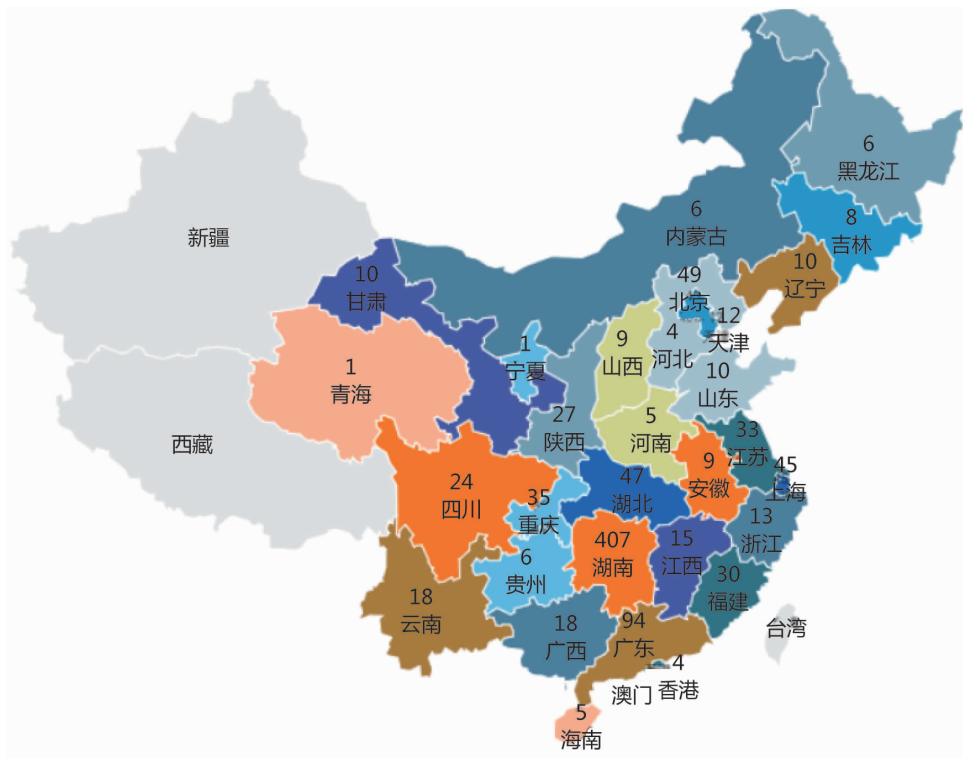 6
黑龙江
6
内蒙古
8
吉林
新疆
10
甘肃
49
北京
10
辽宁
12
天津
1
宁夏
9
山西
4
河北
1
青海
10
山东
27
陕西
5
河南
33
江苏
西藏
24
四川
35
重庆
47
湖北
9
安徽
45
上海
13
浙江
407
湖南
15
江西
6
贵州
30
福建
18
云南
18
广西
94
广东
台湾
4
香港
澳门
5
海南